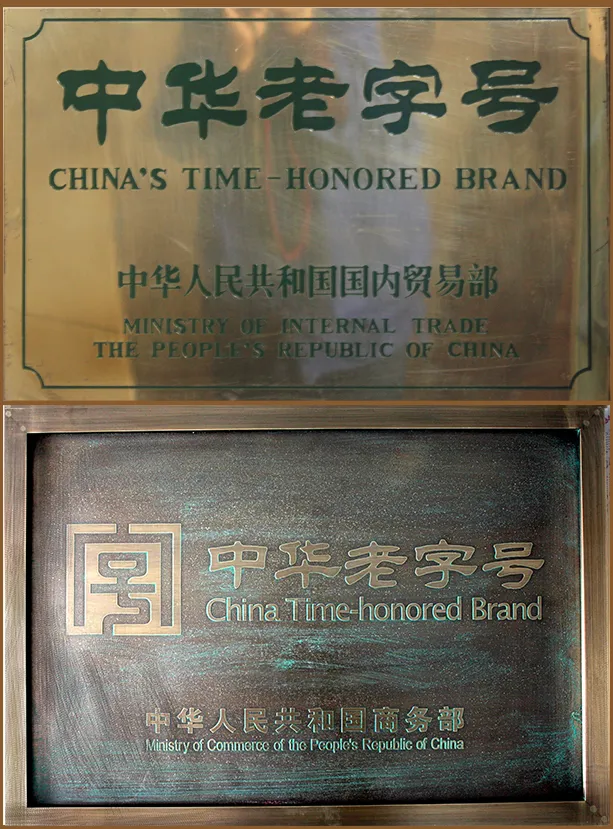 中华老字号
CHINA'S TIME-HONORED BRAND
中华人民共和国国内贸易部
MINISTRY OF INTERNAL TRADE
THE PEOPLE'S REPUBLIC OF CHINA
中华老字号
China Time-honored Brand
中华人民共和国商务部
Ministry of Commerce of the People's Republic of China